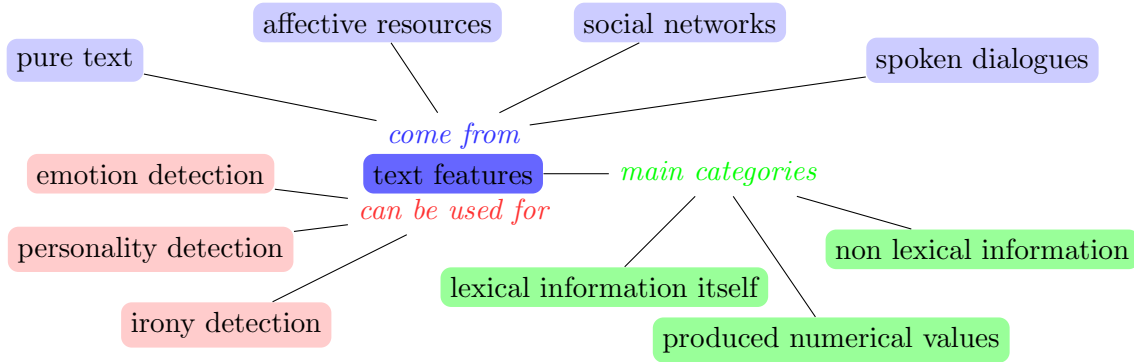 affective resources
social networks
pure text
spoken dialogues
come from
emotion detection
text features
main categories
can be used for
personality detection
non lexical information
lexical information itself
irony detection
produced numerical values